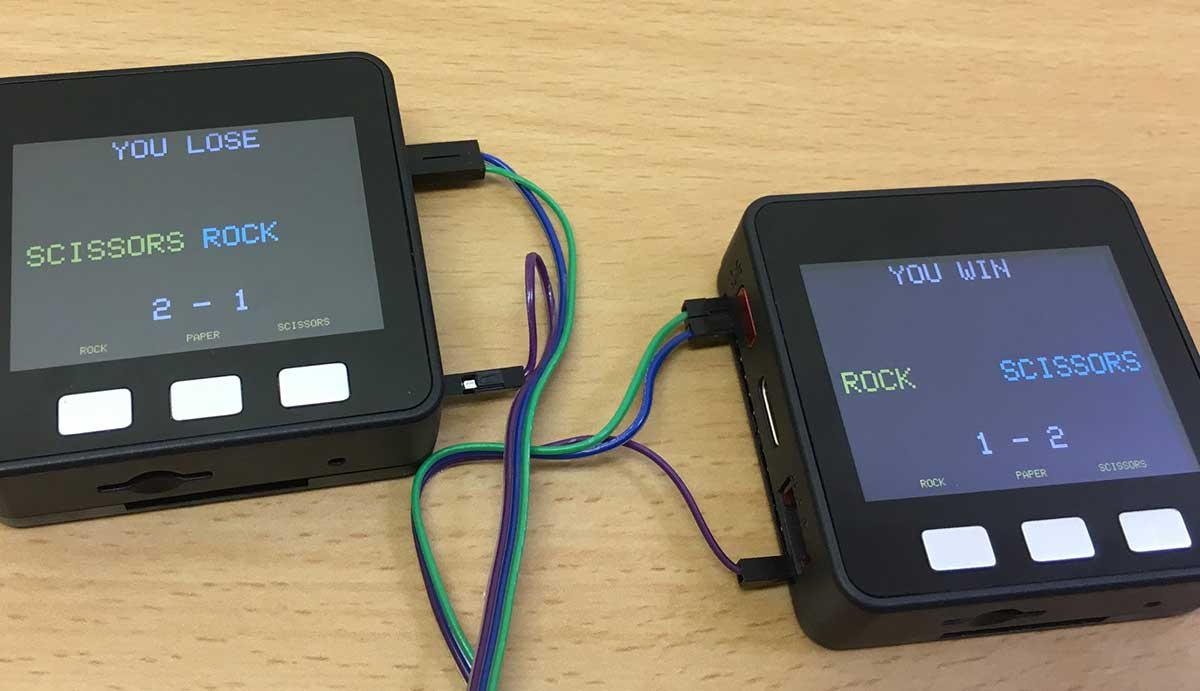 YOU LOSE
SCISSORS ROCK
2 - 1
ROCK PAPER SCISSORS
YOU WIN
ROCK SCISSORS
1 - 2
ROCK PAPER SCISSORS